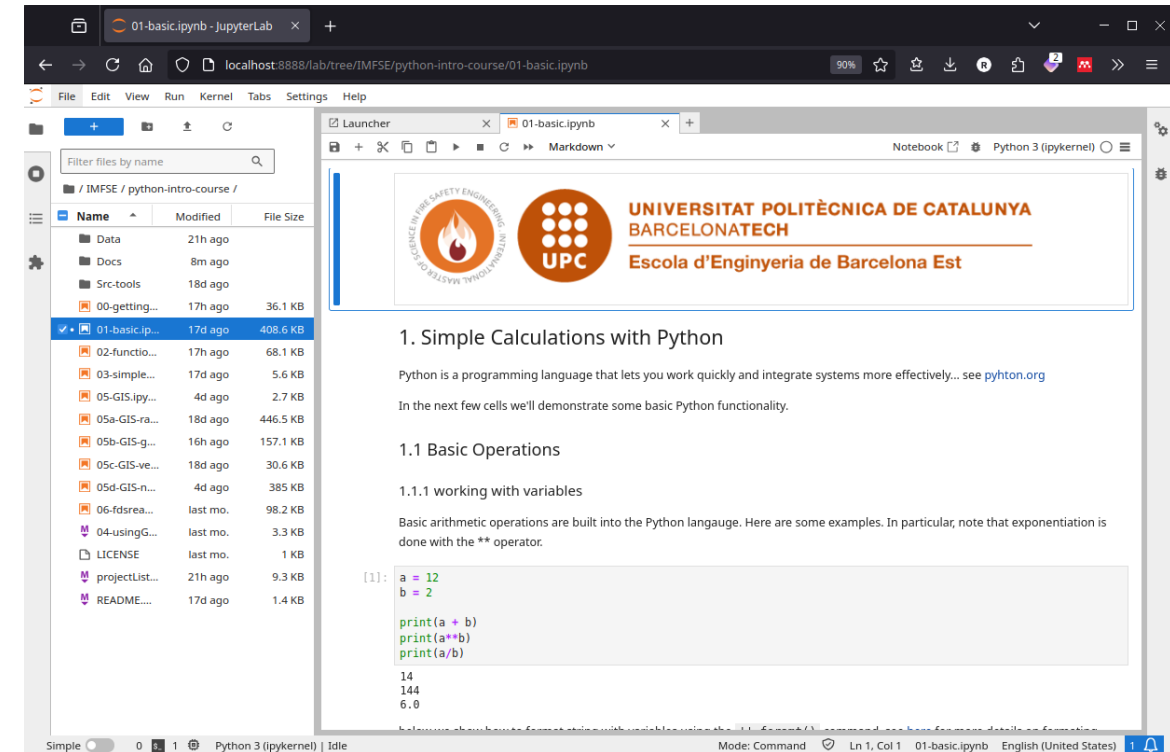 01-basic.ipynb - JupyterLab
localhost:8888/lab/tree/IMFSE/python-intro-course/01-basic.ipynb
90%
R
2
File Edit View Run Kernel Tabs Settings Help
Filter files by name
/ IMFSE / python-intro-course /
Name Modified File Size
Data 21h ago
Docs 8m ago
Src-tools 18d ago
00-getting... 17h ago 36.1 KB
01-basic.ip... 17d ago 408.6 KB
02-functio... 17h ago 68.1 KB
03-simple... 17d ago 5.6 KB
05-GIS.ipy... 4d ago 2.7 KB
05a-GIS-ra... 18d ago 446.5 KB
05b-GIS-g... 16h ago 157.1 KB
05c-GIS-ve... 18d ago 30.6 KB
05d-GIS-n... 4d ago 385 KB
06-fdsrea... last mo. 98.2 KB
04-usingG... last mo. 3.3 KB
LICENSE last mo. 1 KB
projectList... 21h ago 9.3 KB
README.... 17d ago 1.4 KB
Launcher
01-basic.ipynb
Markdown
Notebook
Python 3 (ipykernel)
INTERNATIONAL MASTER OF SCIENCE IN FIRE SAFETY ENGINEERING
UPC
UNIVERSITAT POLITÈCNICA DE CATALUNYA
BARCELONATECH
Escola d'Enginyeria de Barcelona Est
1. Simple Calculations with Python
Python is a programming language that lets you work quickly and integrate systems more effectively... see pyhton.org
In the next few cells we'll demonstrate some basic Python functionality.
1.1 Basic Operations
1.1.1 working with variables
Basic arithmetic operations are built into the Python langauge. Here are some examples. In particular, note that exponentiation is
done with the ** operator.
[1]: a = 12
b = 2
print(a + b)
print(a**b)
print(a/b)
14
144
6.0
Simple 0 1 Python 3 (ipykernel) | Idle
Mode: Command Ln 1, Col 1 01-basic.ipynb English (United States) 1